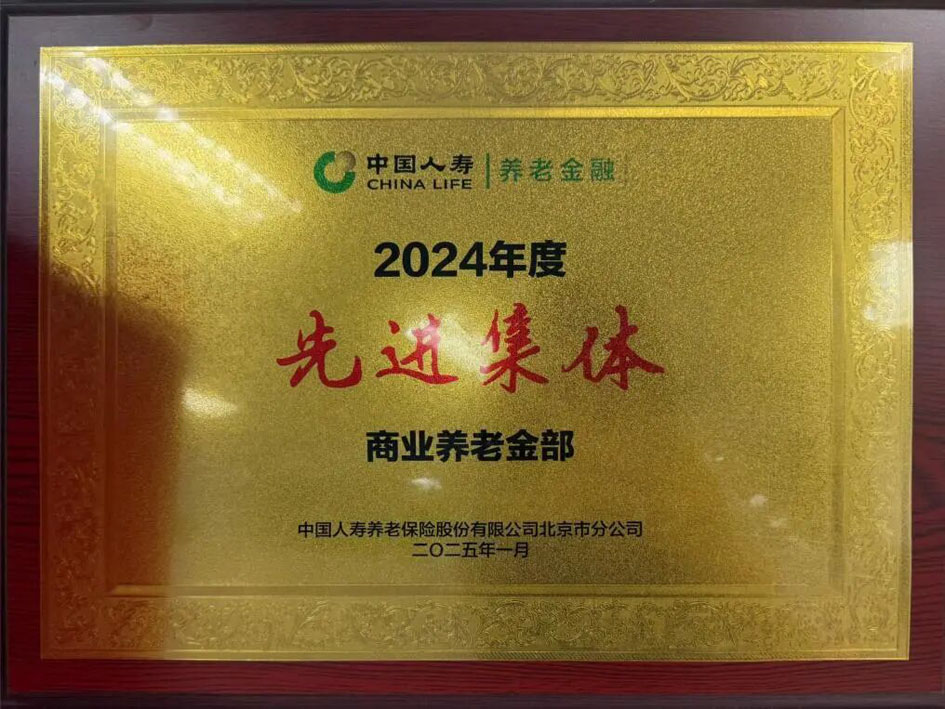 中国人寿 养老金融
CHINA LIFE
2024年度
先进集体
商业养老金部
中国人寿养老保险股份有限公司北京市分公司
二〇二五年一月